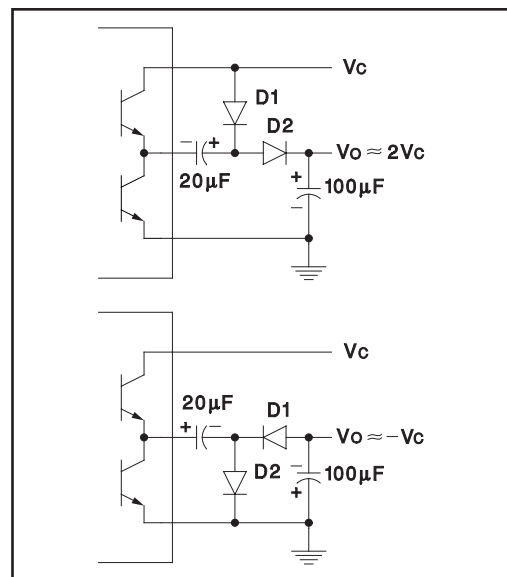 Vc
D1
D2
− +
20μF
Vo ≈ 2Vc
+
100μF
−
Vc
20μF
D1
+ −
Vo ≈ −Vc
D2
−
100μF
+